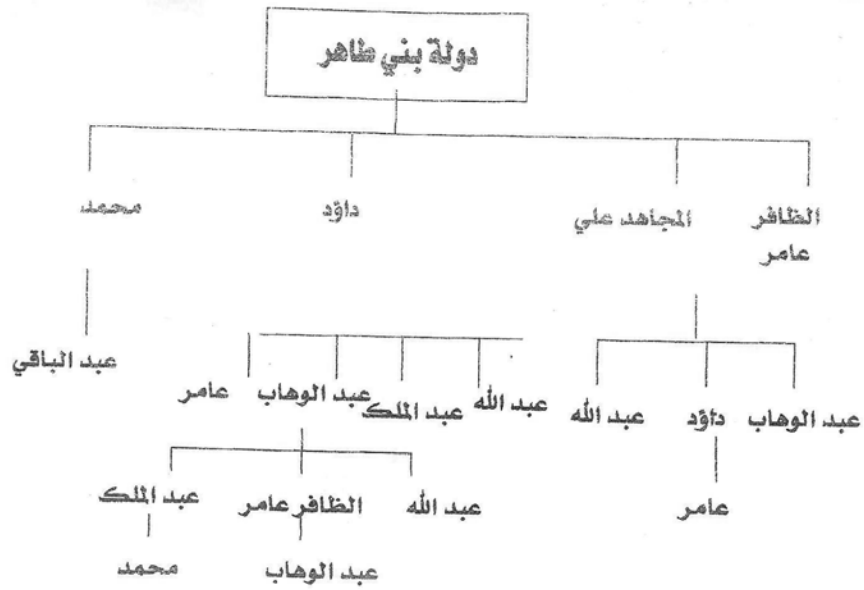 دولة بني طاهر
الظافر عامر
المجاهد علي
داؤد
محمد
عبد الباقي
عبد الوهاب
داؤد
عبد الله
عبد الله
عبد الملك
عبد الوهاب
عامر
عامر
عبد الله
الظافر عامر
عبد الملك
عبد الوهاب
محمد